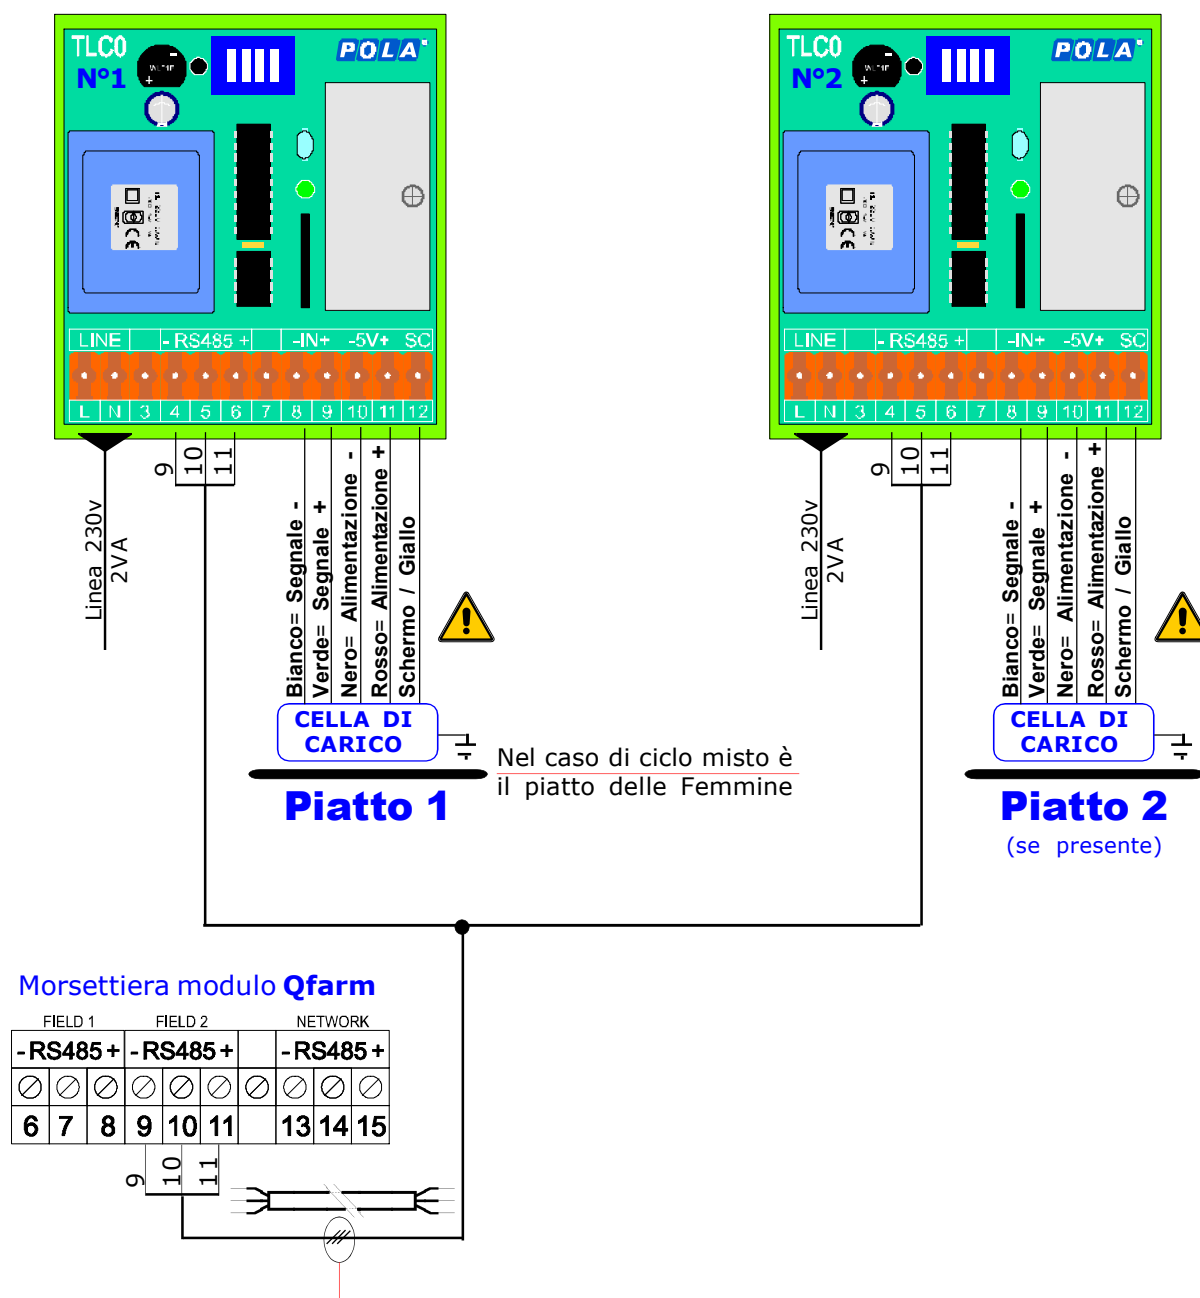 TLC0
POLA
N°1
LINE - RS485 + -IN+ -5V+ SC
L N 3 4 5 6 7 8 9 10 11 12
9
10
11
Linea 230v
2VA
Bianco= Segnale -
Verde= Segnale +
Nero= Alimentazione -
Rosso= Alimentazione +
Schermo / Giallo
CELLA DI
CARICO
Piatto 1
Nel caso di ciclo misto è
il piatto delle Femmine
TLC0
POLA
N°2
LINE - RS485 + -IN+ -5V+ SC
L N 3 4 5 6 7 8 9 10 11 12
9
10
11
Linea 230v
2VA
Bianco= Segnale -
Verde= Segnale +
Nero= Alimentazione -
Rosso= Alimentazione +
Schermo / Giallo
CELLA DI
CARICO
Piatto 2
(se presente)
Morsettiera modulo Qfarm
FIELD 1 FIELD 2 NETWORK
- RS485 + - RS485 + - RS485 +
6 7 8 9 10 11 13 14 15
9
10
11